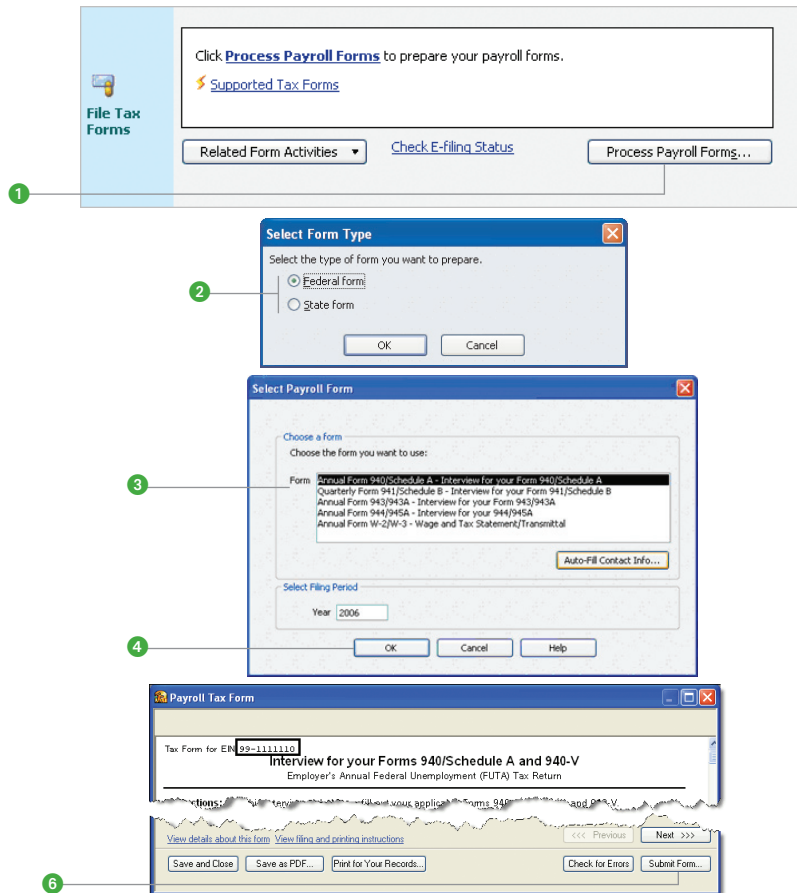 Click Process Payroll Forms to prepare your payroll forms.
Supported Tax Forms
File Tax
Forms
Related Form Activities
Check E-filing Status
Process Payroll Forms...
1
Select Form Type
Select the type of form you want to prepare.
2
Federal form
State form
OK
Cancel
Select Payroll Form
Choose a form
Choose the form you want to use:
3
Form
Annual Form 940/Schedule A - Interview for your Form 940/Schedule A
Quarterly Form 941/Schedule B - Interview for your Form 941/Schedule B
Annual Form 943/943A - Interview for your Form 943/943A
Annual Form 944/945A - Interview for your 944/945A
Annual Form W-2/W-3 - Wage and Tax Statement/Transmittal
Auto-Fill Contact Info...
Select Filing Period
Year 2006
4
OK
Cancel
Help
Payroll Tax Form
Tax Form for EIN 99-1111110
Interview for your Forms 940/Schedule A and 940-V
Employer's Annual Federal Unemployment (FUTA) Tax Return
View details about this form
View filing and printing instructions
<<< Previous
Next >>>
Save and Close
Save as PDF...
Print for Your Records...
Check for Errors
Submit Form...
6